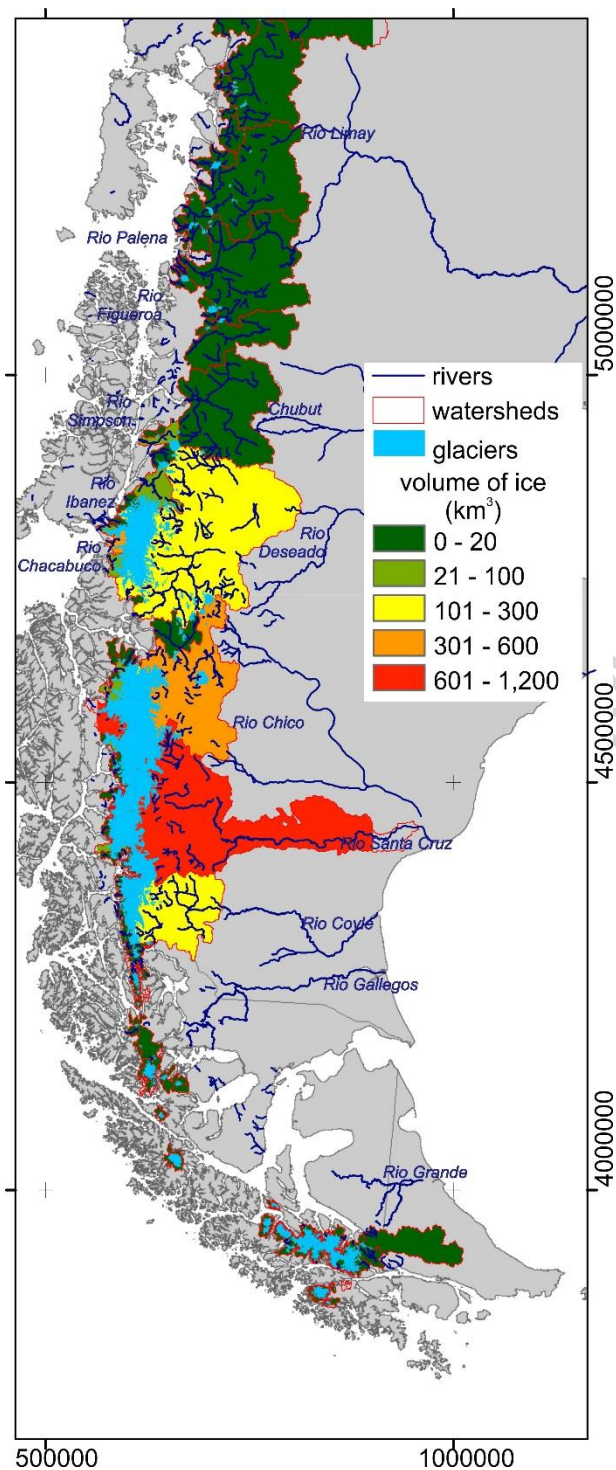 Rio Limay
Rio Palena
Rio
Figueroa
5000000
rivers
watersheds
glaciers
volume of ice
(km³)
0 - 20
21 - 100
101 - 300
301 - 600
601 - 1,200
Rio
Simpson
Chubut
Rio
Ibanez
Rio
Deseado
Rio
Chacabuco
Rio Chico
4500000
Rio Santa Cruz
Rio Coyle
Rio Gallegos
4000000
Rio Grande
500000
1000000